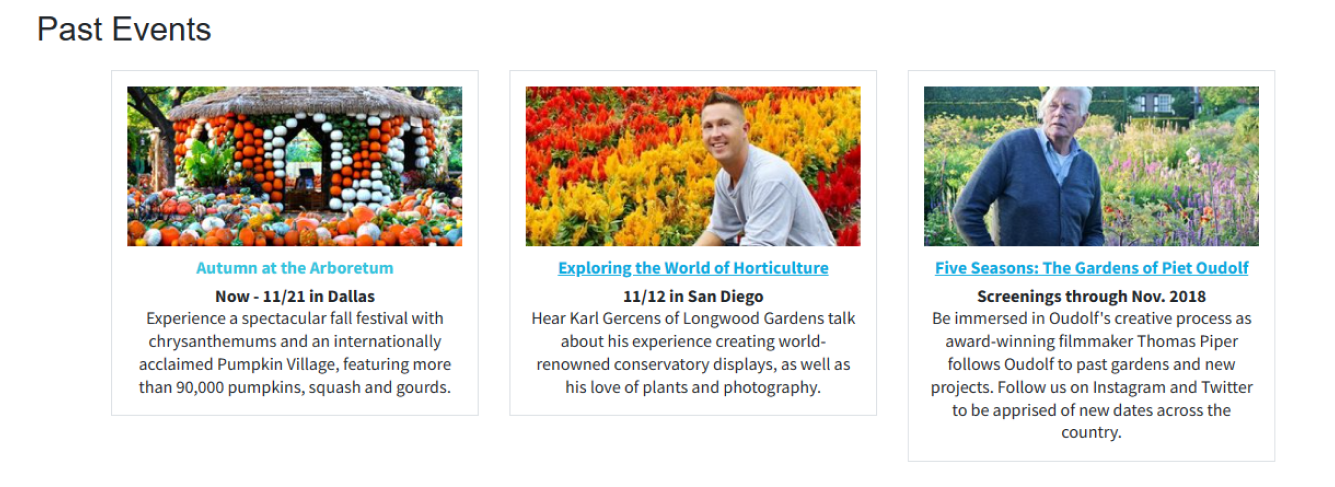 Past Events
Autumn at the Arboretum
Now - 11/21 in Dallas
Experience a spectacular fall festival with
chrysanthemums and an internationally
acclaimed Pumpkin Village, featuring more
than 90,000 pumpkins, squash and gourds.
Exploring the World of Horticulture
11/12 in San Diego
Hear Karl Gercens of Longwood Gardens talk
about his experience creating world-
renowned conservatory displays, as well as
his love of plants and photography.
Five Seasons: The Gardens of Piet Oudolf
Screenings through Nov. 2018
Be immersed in Oudolf's creative process as
award-winning filmmaker Thomas Piper
follows Oudolf to past gardens and new
projects. Follow us on Instagram and Twitter
to be apprised of new dates across the
country.